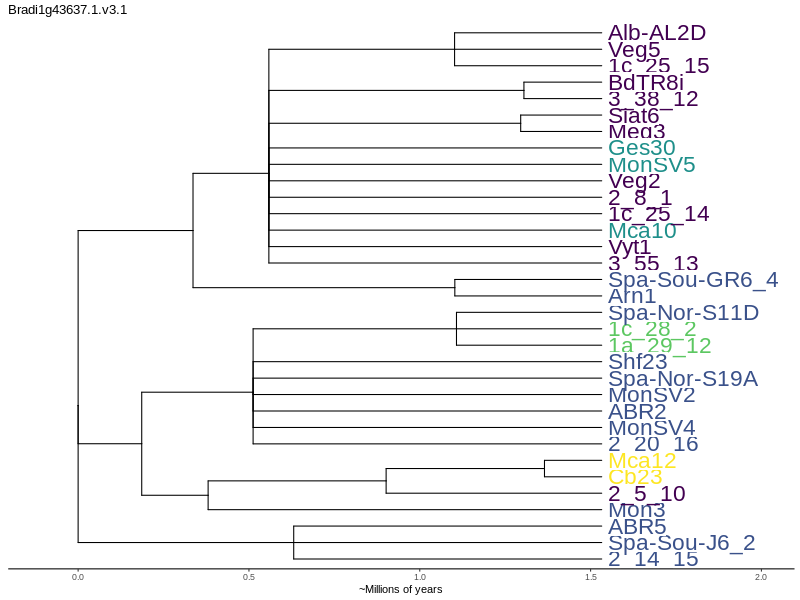 Bradi1g43637.1.v3.1
Alb-AL2D
Veg5
1c_25_15
BdTR8i
3_38_12
Slat6
Meg3
Ges30
MonSV5
Veg2
2_8_1
1c_25_14
Mca10
Vyt1
3_55_13
Spa-Sou-GR6_4
Arn1
Spa-Nor-S11D
1c_28_2
1a_29_12
Shf23
Spa-Nor-S19A
MonSV2
ABR2
MonSV4
2_20_16
Mca12
Cb23
2_5_10
Mon3
ABR5
Spa-Sou-J6_2
2_14_15
0.0 0.5 1.0 1.5 2.0
~Millions of years